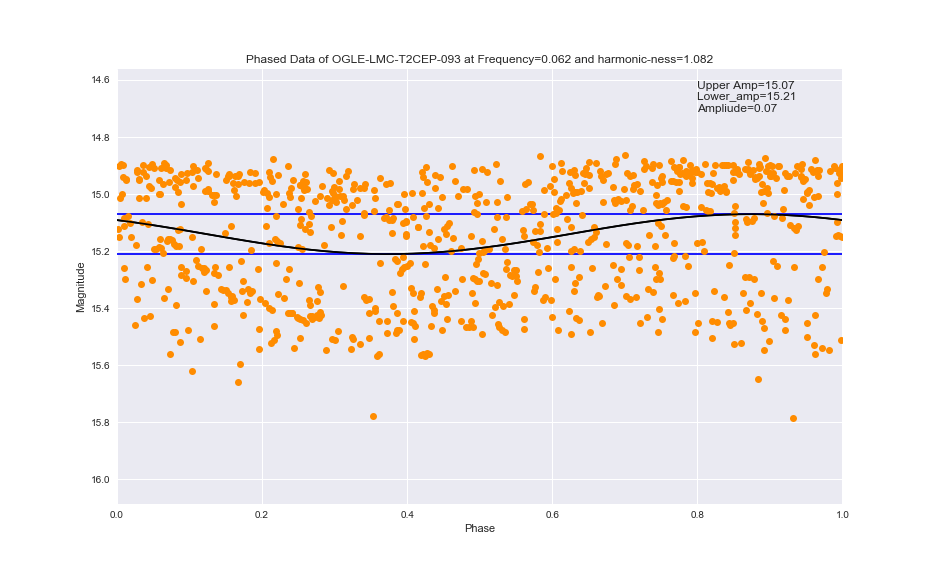 Phased Data of OGLE-LMC-T2CEP-093 at Frequency=0.062 and harmonic-ness=1.082
Upper Amp=15.07
Lower_amp=15.21
Ampliude=0.07
14.6
14.8
15.0
15.2
15.4
15.6
15.8
16.0
Magnitude
0.0 0.2 0.4 0.6 0.8 1.0
Phase